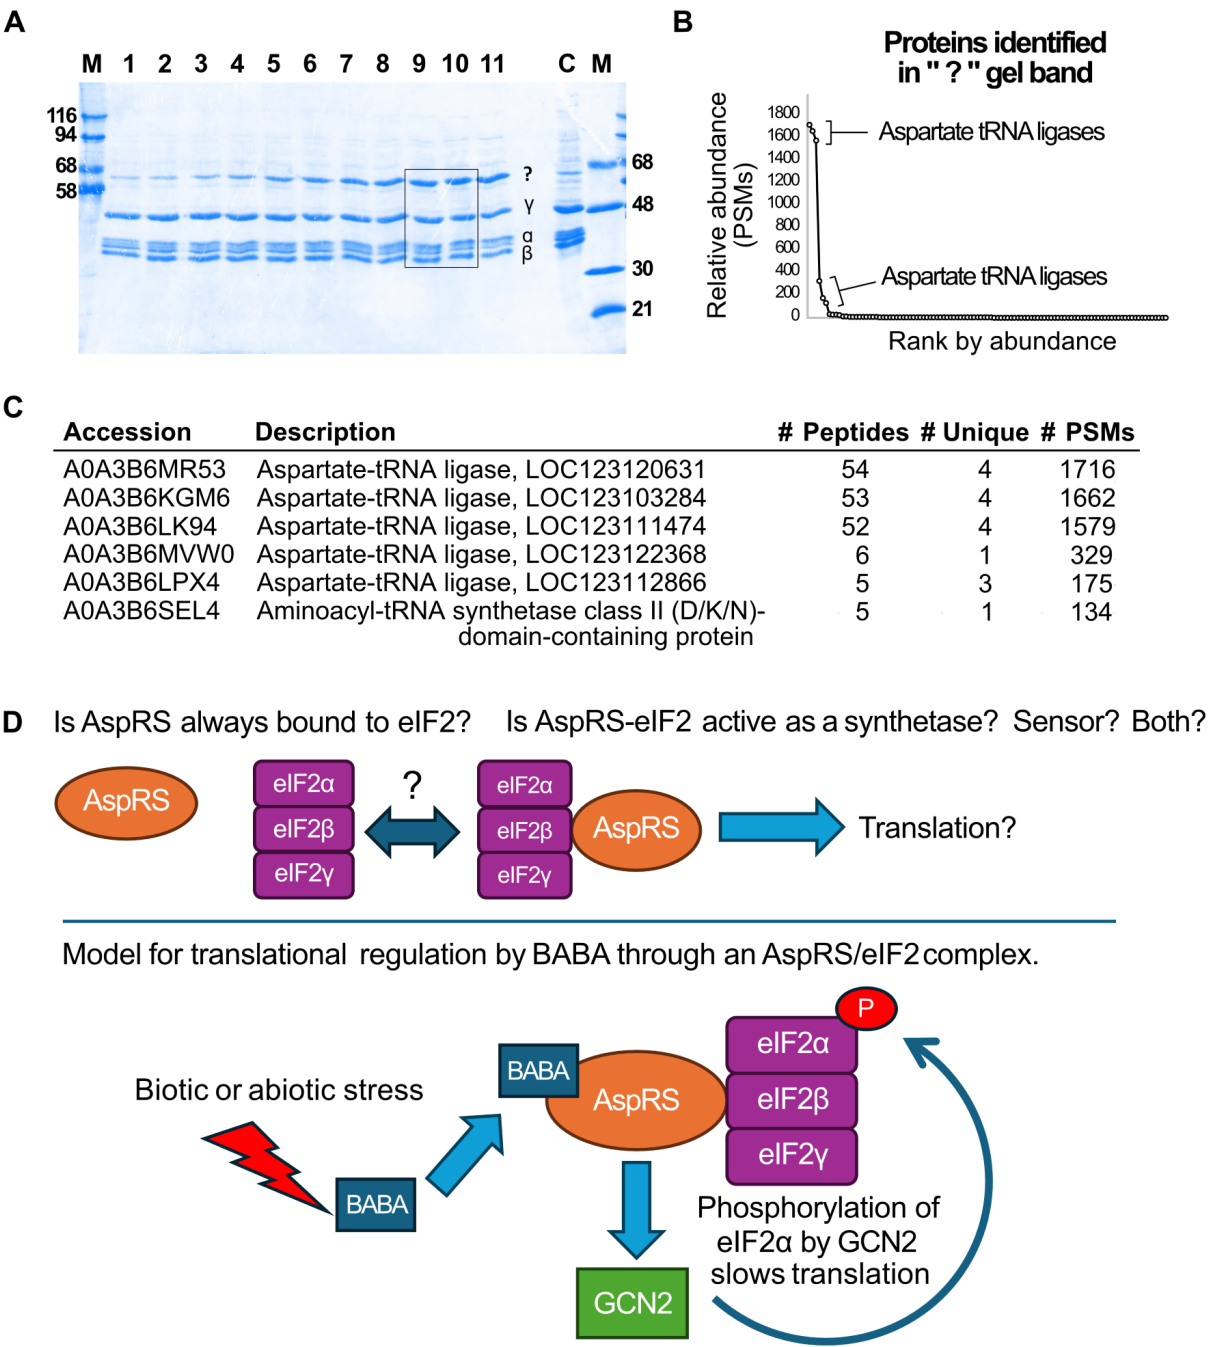 A
M 1 2 3 4 5 6 7 8 9 10 11 C M
116
94
68
58
?
γ
α
β
68
48
30
21
B
Proteins identified
in " ? " gel band
Relative abundance
(PSMs)
1800
1600
1400
1200
1000
800
600
400
200
0
Aspartate tRNA ligases
Aspartate tRNA ligases
Rank by abundance
C
Accession Description # Peptides # Unique # PSMs
A0A3B6MR53 Aspartate-tRNA ligase, LOC123120631 54 4 1716
A0A3B6KGM6 Aspartate-tRNA ligase, LOC123103284 53 4 1662
A0A3B6LK94 Aspartate-tRNA ligase, LOC123111474 52 4 1579
A0A3B6MVW0 Aspartate-tRNA ligase, LOC123122368 6 1 329
A0A3B6LPX4 Aspartate-tRNA ligase, LOC123112866 5 3 175
A0A3B6SEL4 Aminoacyl-tRNA synthetase class II (D/K/N)- 5 1 134
domain-containing protein
D Is AspRS always bound to eIF2? Is AspRS-eIF2 active as a synthetase? Sensor? Both?
AspRS
eIF2α
eIF2β
eIF2γ
?
eIF2α
eIF2β
eIF2γ
AspRS
Translation?
Model for translational regulation by BABA through an AspRS/eIF2 complex.
Biotic or abiotic stress
BABA
BABA
AspRS
P
eIF2α
eIF2β
eIF2γ
GCN2
Phosphorylation of
eIF2α by GCN2
slows translation